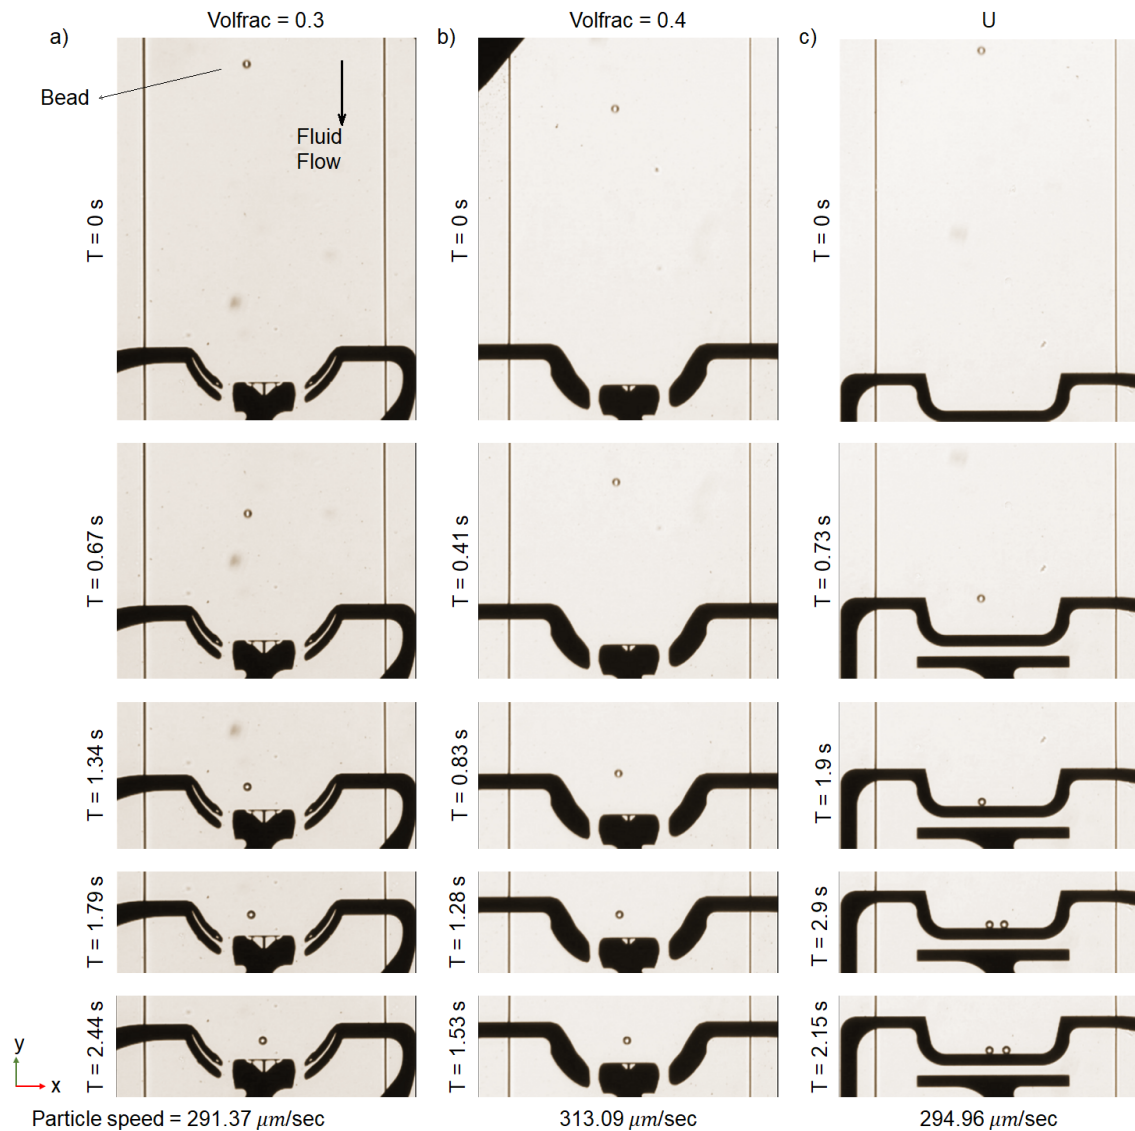 Volfrac = 0.3
Volfrac = 0.4
U
a)
b)
c)
Bead
Fluid
Flow
T = 0 s
T = 0 s
T = 0 s
T = 0.67 s
T = 0.41 s
T = 0.73 s
T = 1.34 s
T = 0.83 s
T = 1.9 s
T = 1.79 s
T = 1.28 s
T = 2.9 s
T = 2.44 s
T = 1.53 s
T = 2.15 s
y
x
Particle speed = 291.37 𝜇m/sec
313.09 𝜇m/sec
294.96 𝜇m/sec